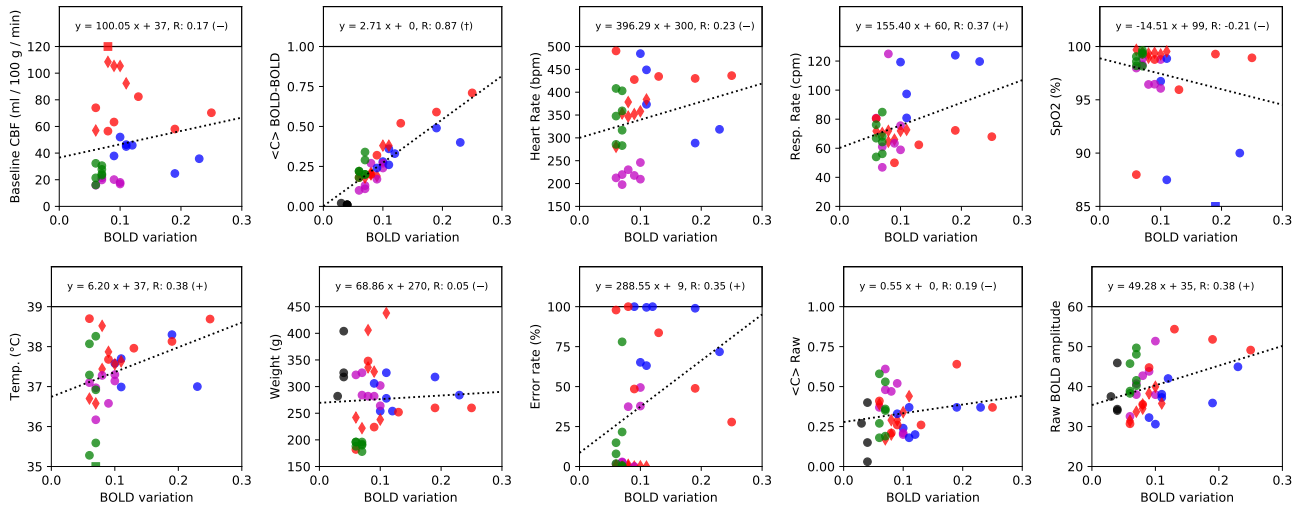 y = 100.05 x + 37, R: 0.17 (−)
120
100
80
60
40
20
0
Baseline CBF (ml / 100 g / min)
0.0 0.1 0.2 0.3
BOLD variation
y = 2.71 x + 0, R: 0.87 (†)
1.00
0.75
0.50
0.25
0.00
<C> BOLD-BOLD
0.0 0.1 0.2 0.3
BOLD variation
y = 396.29 x + 300, R: 0.23 (−)
500
450
400
350
300
250
200
150
Heart Rate (bpm)
0.0 0.1 0.2 0.3
BOLD variation
y = 155.40 x + 60, R: 0.37 (+)
140
120
100
80
60
40
20
Resp. Rate (cpm)
0.0 0.1 0.2 0.3
BOLD variation
y = -14.51 x + 99, R: -0.21 (−)
100
95
90
85
SpO2 (%)
0.0 0.1 0.2 0.3
BOLD variation
y = 6.20 x + 37, R: 0.38 (+)
39
38
37
36
35
Temp. (°C)
0.0 0.1 0.2 0.3
BOLD variation
y = 68.86 x + 270, R: 0.05 (−)
450
400
350
300
250
200
150
Weight (g)
0.0 0.1 0.2 0.3
BOLD variation
y = 288.55 x + 9, R: 0.35 (+)
100
75
50
25
0
Error rate (%)
0.0 0.1 0.2 0.3
BOLD variation
y = 0.55 x + 0, R: 0.19 (−)
1.00
0.75
0.50
0.25
0.00
<C> Raw
0.0 0.1 0.2 0.3
BOLD variation
y = 49.28 x + 35, R: 0.38 (+)
60
50
40
30
20
Raw BOLD amplitude
0.0 0.1 0.2 0.3
BOLD variation